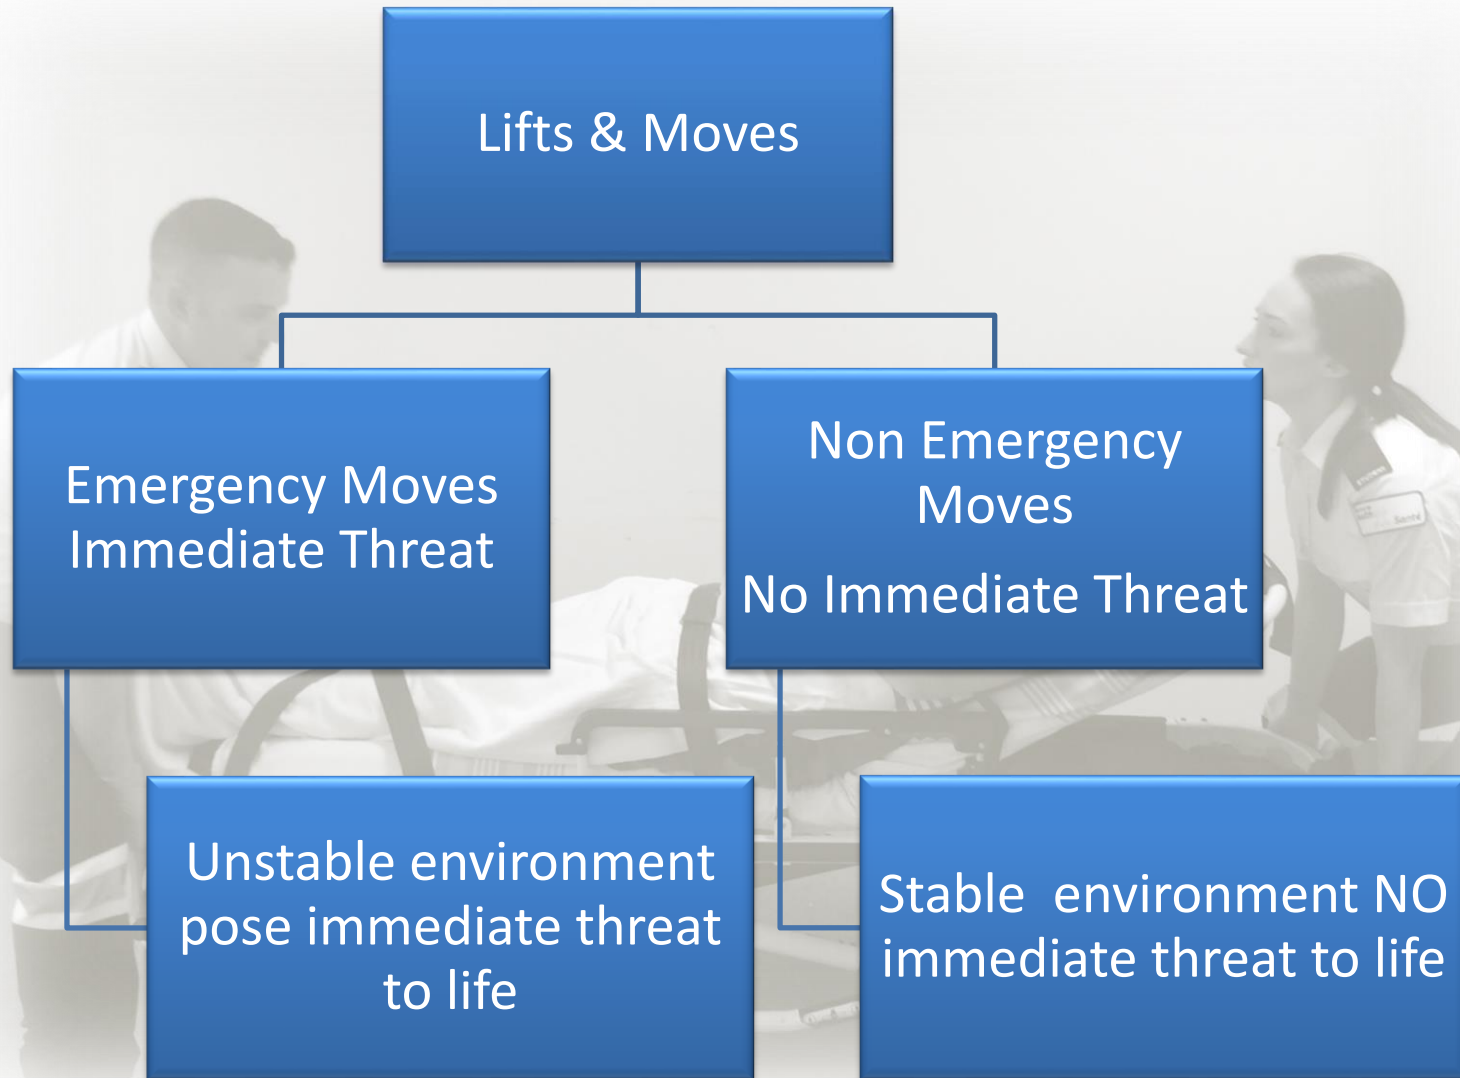 Lifts & Moves
Emergency Moves
Immediate Threat
Non Emergency
Moves
No Immediate Threat
Unstable environment
pose immediate threat
to life
Stable  environment NO
immediate threat to life